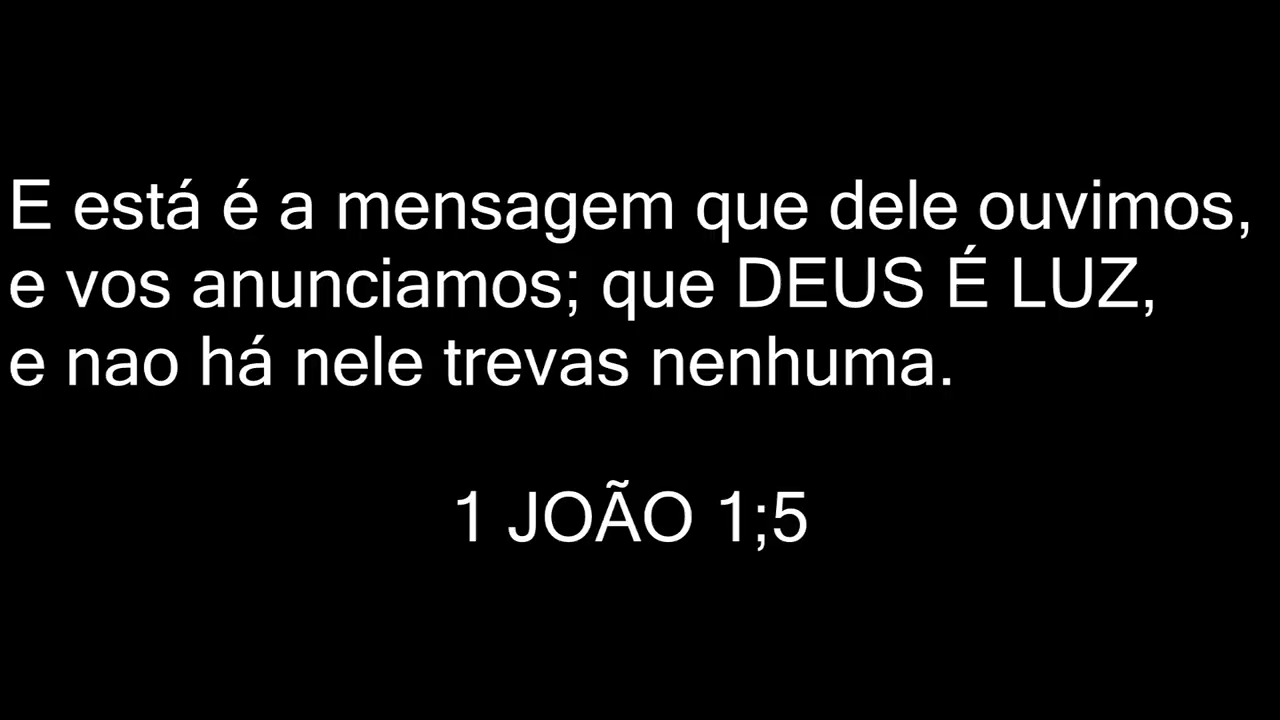 E está é a mensagem que dele ouvimos,
e vos anunciamos; que DEUS É LUZ,
e nao há nele trevas nenhuma.
1 JOÃO 1;5